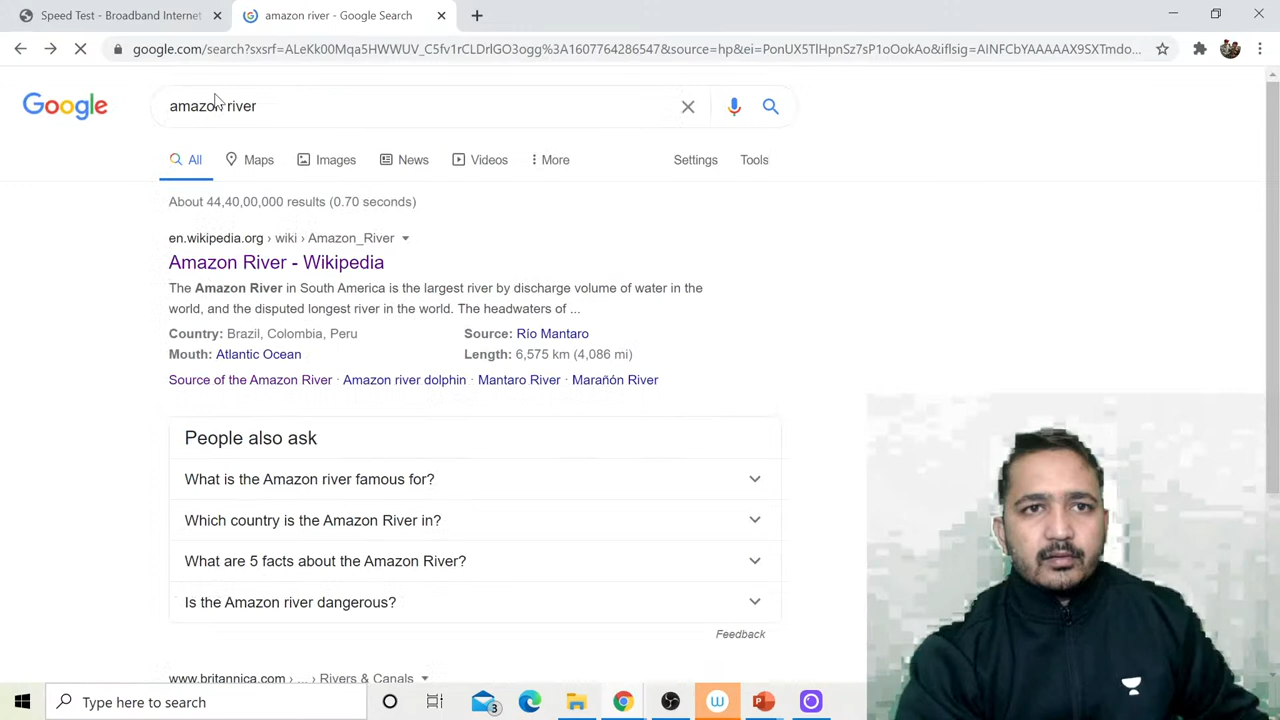 Speed Test - Broadband Internet
amazon river - Google Search
google.com/search?sxsrf=ALeKk00Mqa5HWWUV_C5fv1rCLDrlGO3ogg%3A1607764286547&source=hp&ei=PonUX5TIHpnSz7sP1oOokAo&iflsig=AINFCbYAAAAAX9SXTmdo...
Google
amazon river
All
Maps
Images
News
Videos
More
Settings
Tools
About 44,40,00,000 results (0.70 seconds)
en.wikipedia.org › wiki › Amazon_River
Amazon River - Wikipedia
The Amazon River in South America is the largest river by discharge volume of water in the
world, and the disputed longest river in the world. The headwaters of ...
Country: Brazil, Colombia, Peru
Source: Río Mantaro
Mouth: Atlantic Ocean
Length: 6,575 km (4,086 mi)
Source of the Amazon River · Amazon river dolphin · Mantaro River · Marañón River
People also ask
What is the Amazon river famous for?
Which country is the Amazon River in?
What are 5 facts about the Amazon River?
Is the Amazon river dangerous?
Feedback
www.britannica.com › ... › Rivers & Canals
Type here to search
3